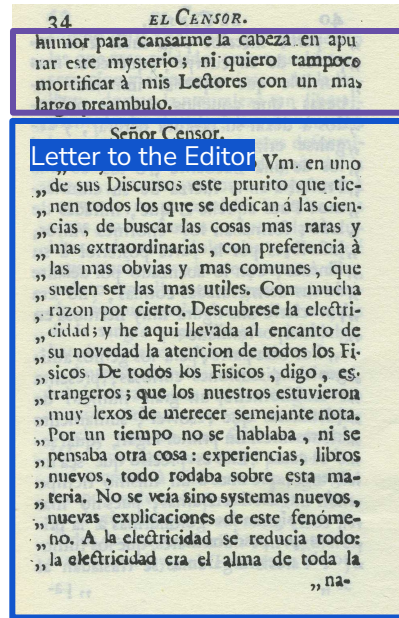 34 EL CENSOR.
humor para cansarme la cabeza en apu
rar este mysterio; ni quiero tampoco
mortificar à mis Lectores con un mas
largo preambulo.
Señor Censor.
Letter to the Editor Vm. en uno
„de sus Discursos este prurito que tie-
„nen todos los que se dedican á las cien-
„cias, de buscar las cosas mas raras y
„mas extraordinarias, con preferencia à
„las mas obvias y mas comunes, que
„suelen ser las mas utiles. Con mucha
„razon por cierto. Descubrese la electri-
„cidad; y he aqui llevada al encanto de
„su novedad la atencion de todos los Fi-
„sicos. De todos los Fisicos, digo, es-
„trangeros; que los nuestros estuvieron
„muy lexos de merecer semejante nota.
„Por un tiempo no se hablaba, ni se
„pensaba otra cosa: experiencias, libros
„nuevos, todo rodaba sobre esta ma-
„teria. No se veia sino systemas nuevos,
„nuevas explicaciones de este fenóme-
„no. A la electricidad se reducia todo:
„la electricidad era el alma de toda la
„na-